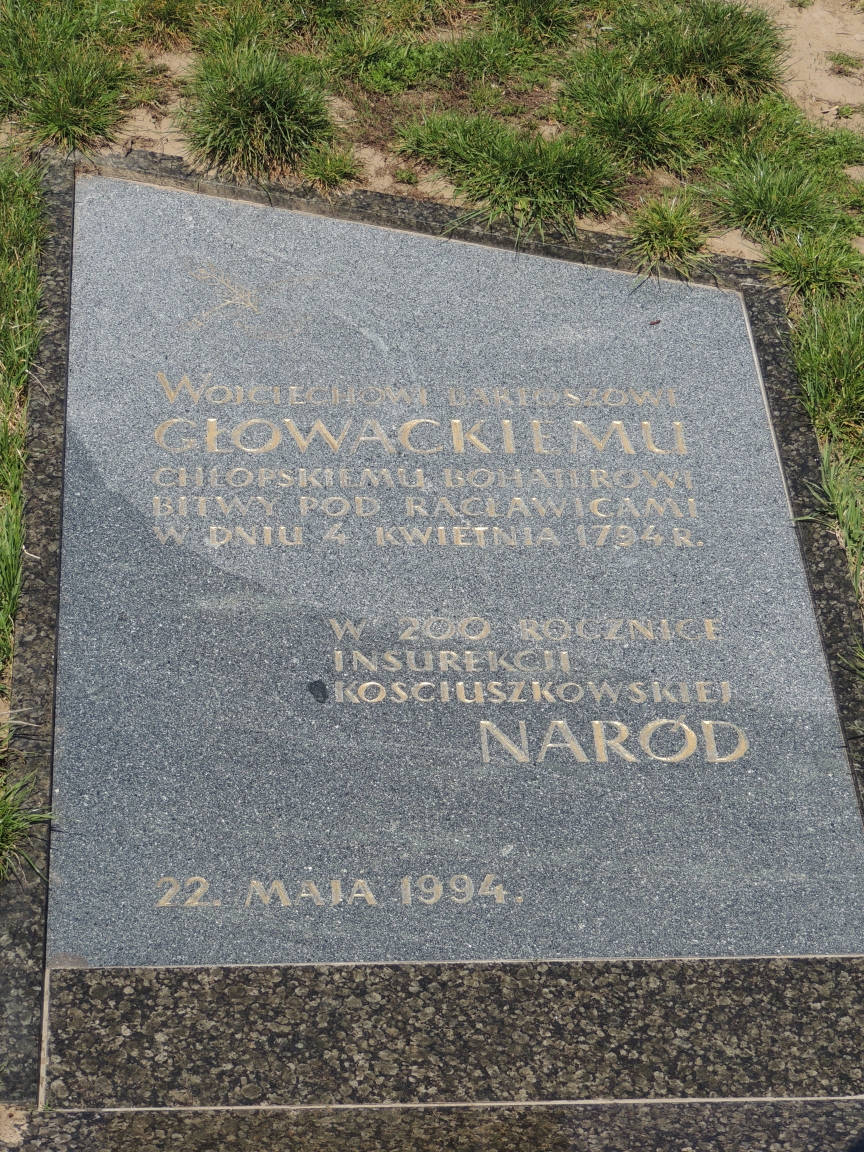 WOJCIECHOWI BARTOSZOWI
GŁOWACKIEMU
CHŁOPSKIEMU BOHATEROWI
BITWY POD RACŁAWICAMI
W DNIU 4 KWIETNIA 1794 R.
W 200 ROCZNICE
INSUREKCJI
KOSCIUSZKOWSKIEJ
NARÓD
22. MAJA 1994.